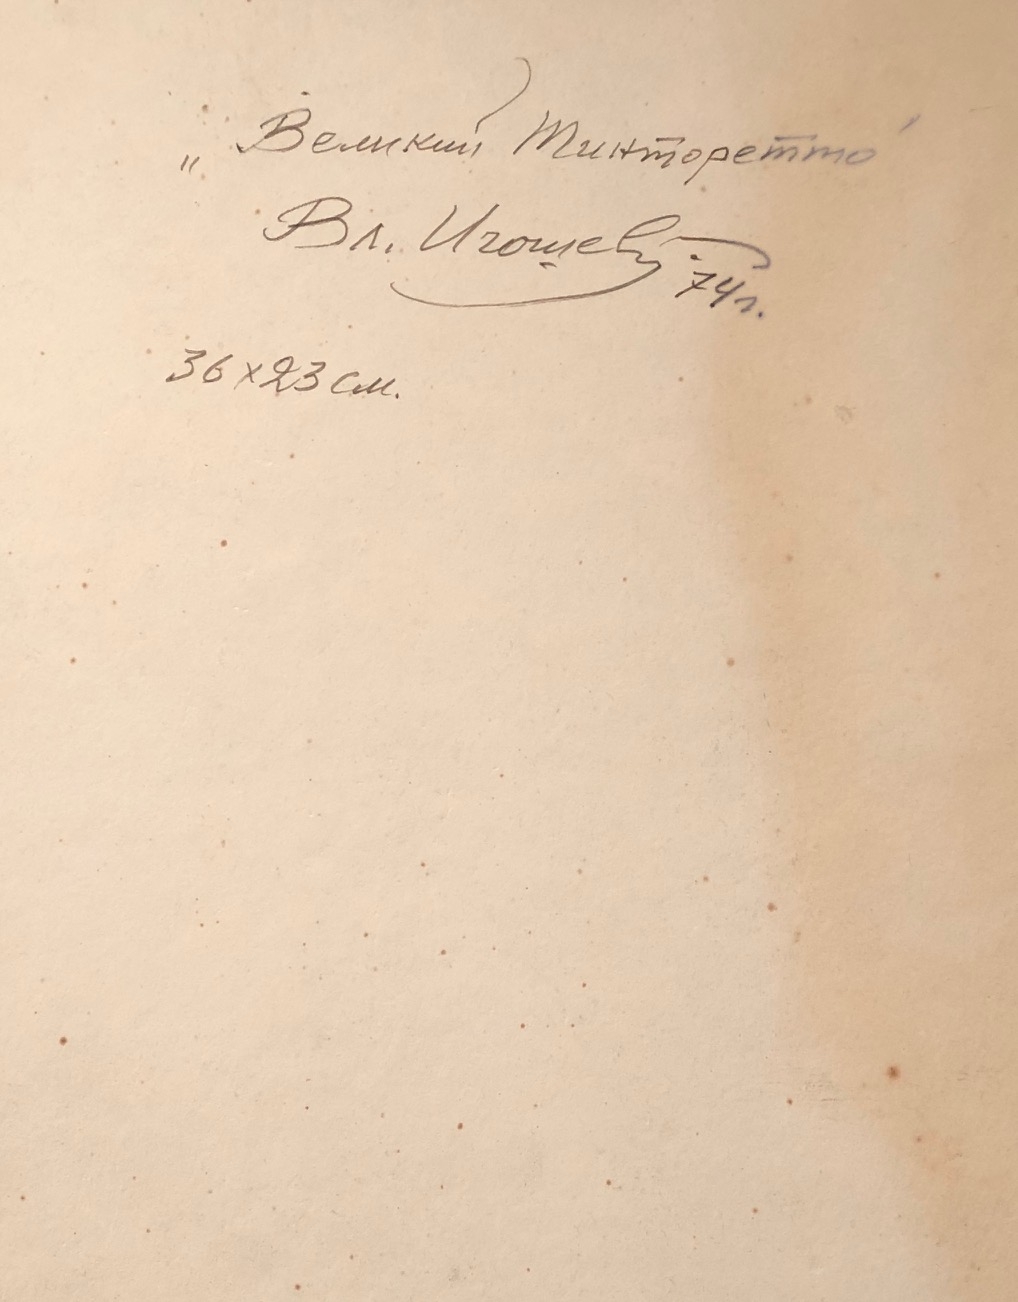 „Великий Тинторетто"
Вл. Игошев 74 г.
36 x 23 см.